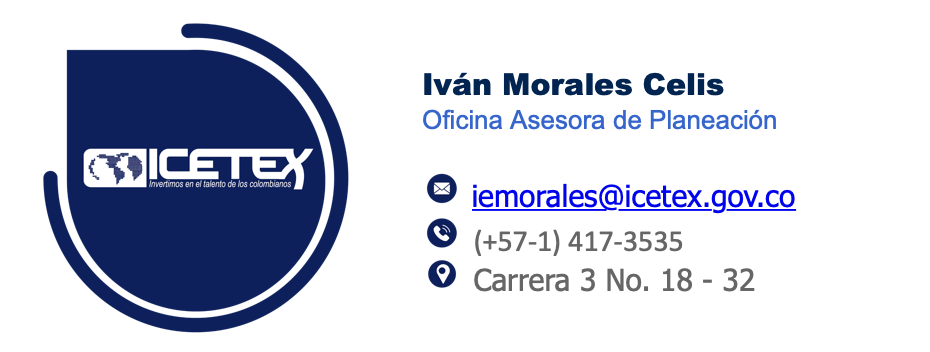 ICETEX
Invertimos en el talento de los colombianos
Iván Morales Celis
Oficina Asesora de Planeación
iemorales@icetex.gov.co
(+57-1) 417-3535
Carrera 3 No. 18 - 32